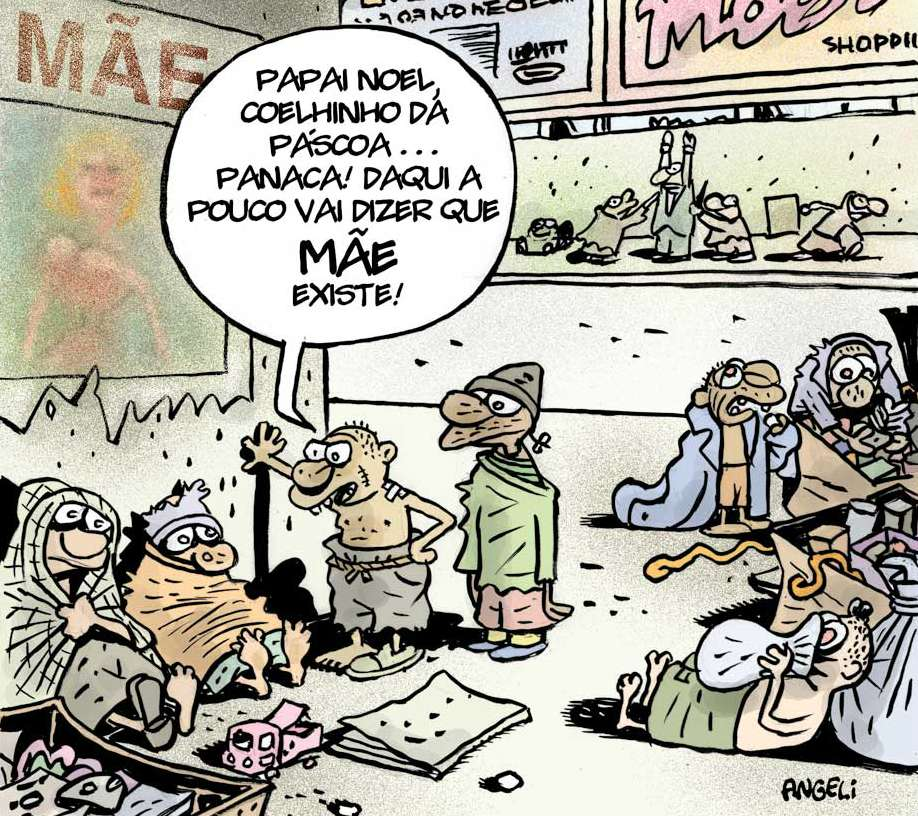 MÃE
PAPAI NOEL,
COELHINHO DA
PÁSCOA...
PANACA! DAQUI A
POUCO VAI DIZER QUE
MÃE
EXISTE!
SHOPPI
ANGELI